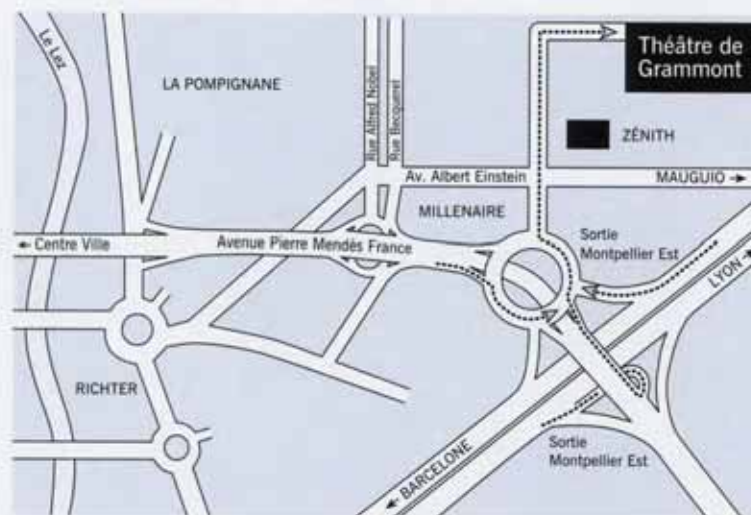 Le Lez
LA POMPIGNANE
Rue Alfred Nobel
Rue Becquerel
Théâtre de
Grammont
ZÉNITH
Av. Albert Einstein
MAUGUIO
MILLENAIRE
Centre Ville
Avenue Pierre Mendès France
Sortie
Montpellier Est
LYON
RICHTER
BARCELONE
Sortie
Montpellier Est